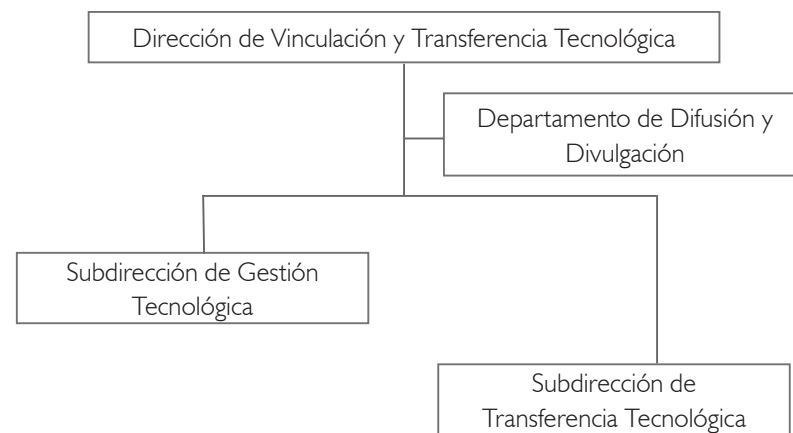 Dirección de Vinculación y Transferencia Tecnológica
Departamento de Difusión y
Divulgación
Subdirección de Gestión
Tecnológica
Subdirección de
Transferencia Tecnológica